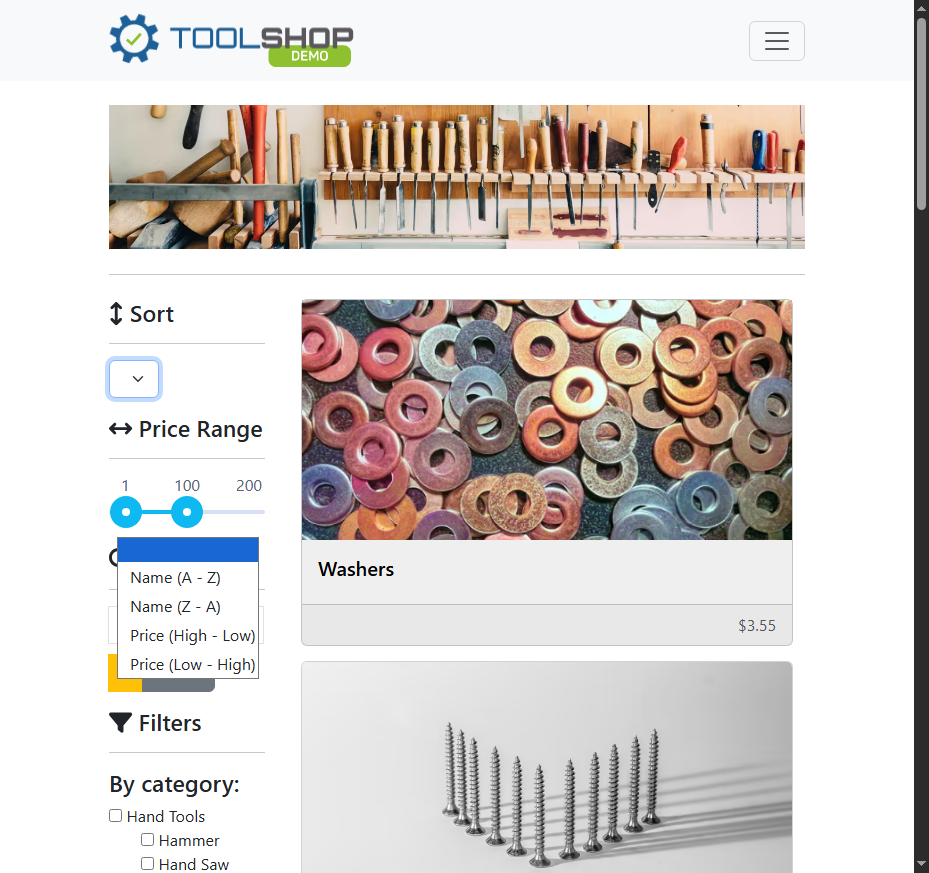 TOOLSHOP
DEMO
Sort
Price Range
1 100 200
Name (A - Z)
Name (Z - A)
Price (High - Low)
Price (Low - High)
Filters
By category:
Hand Tools
Hammer
Hand Saw
Washers
$3.55